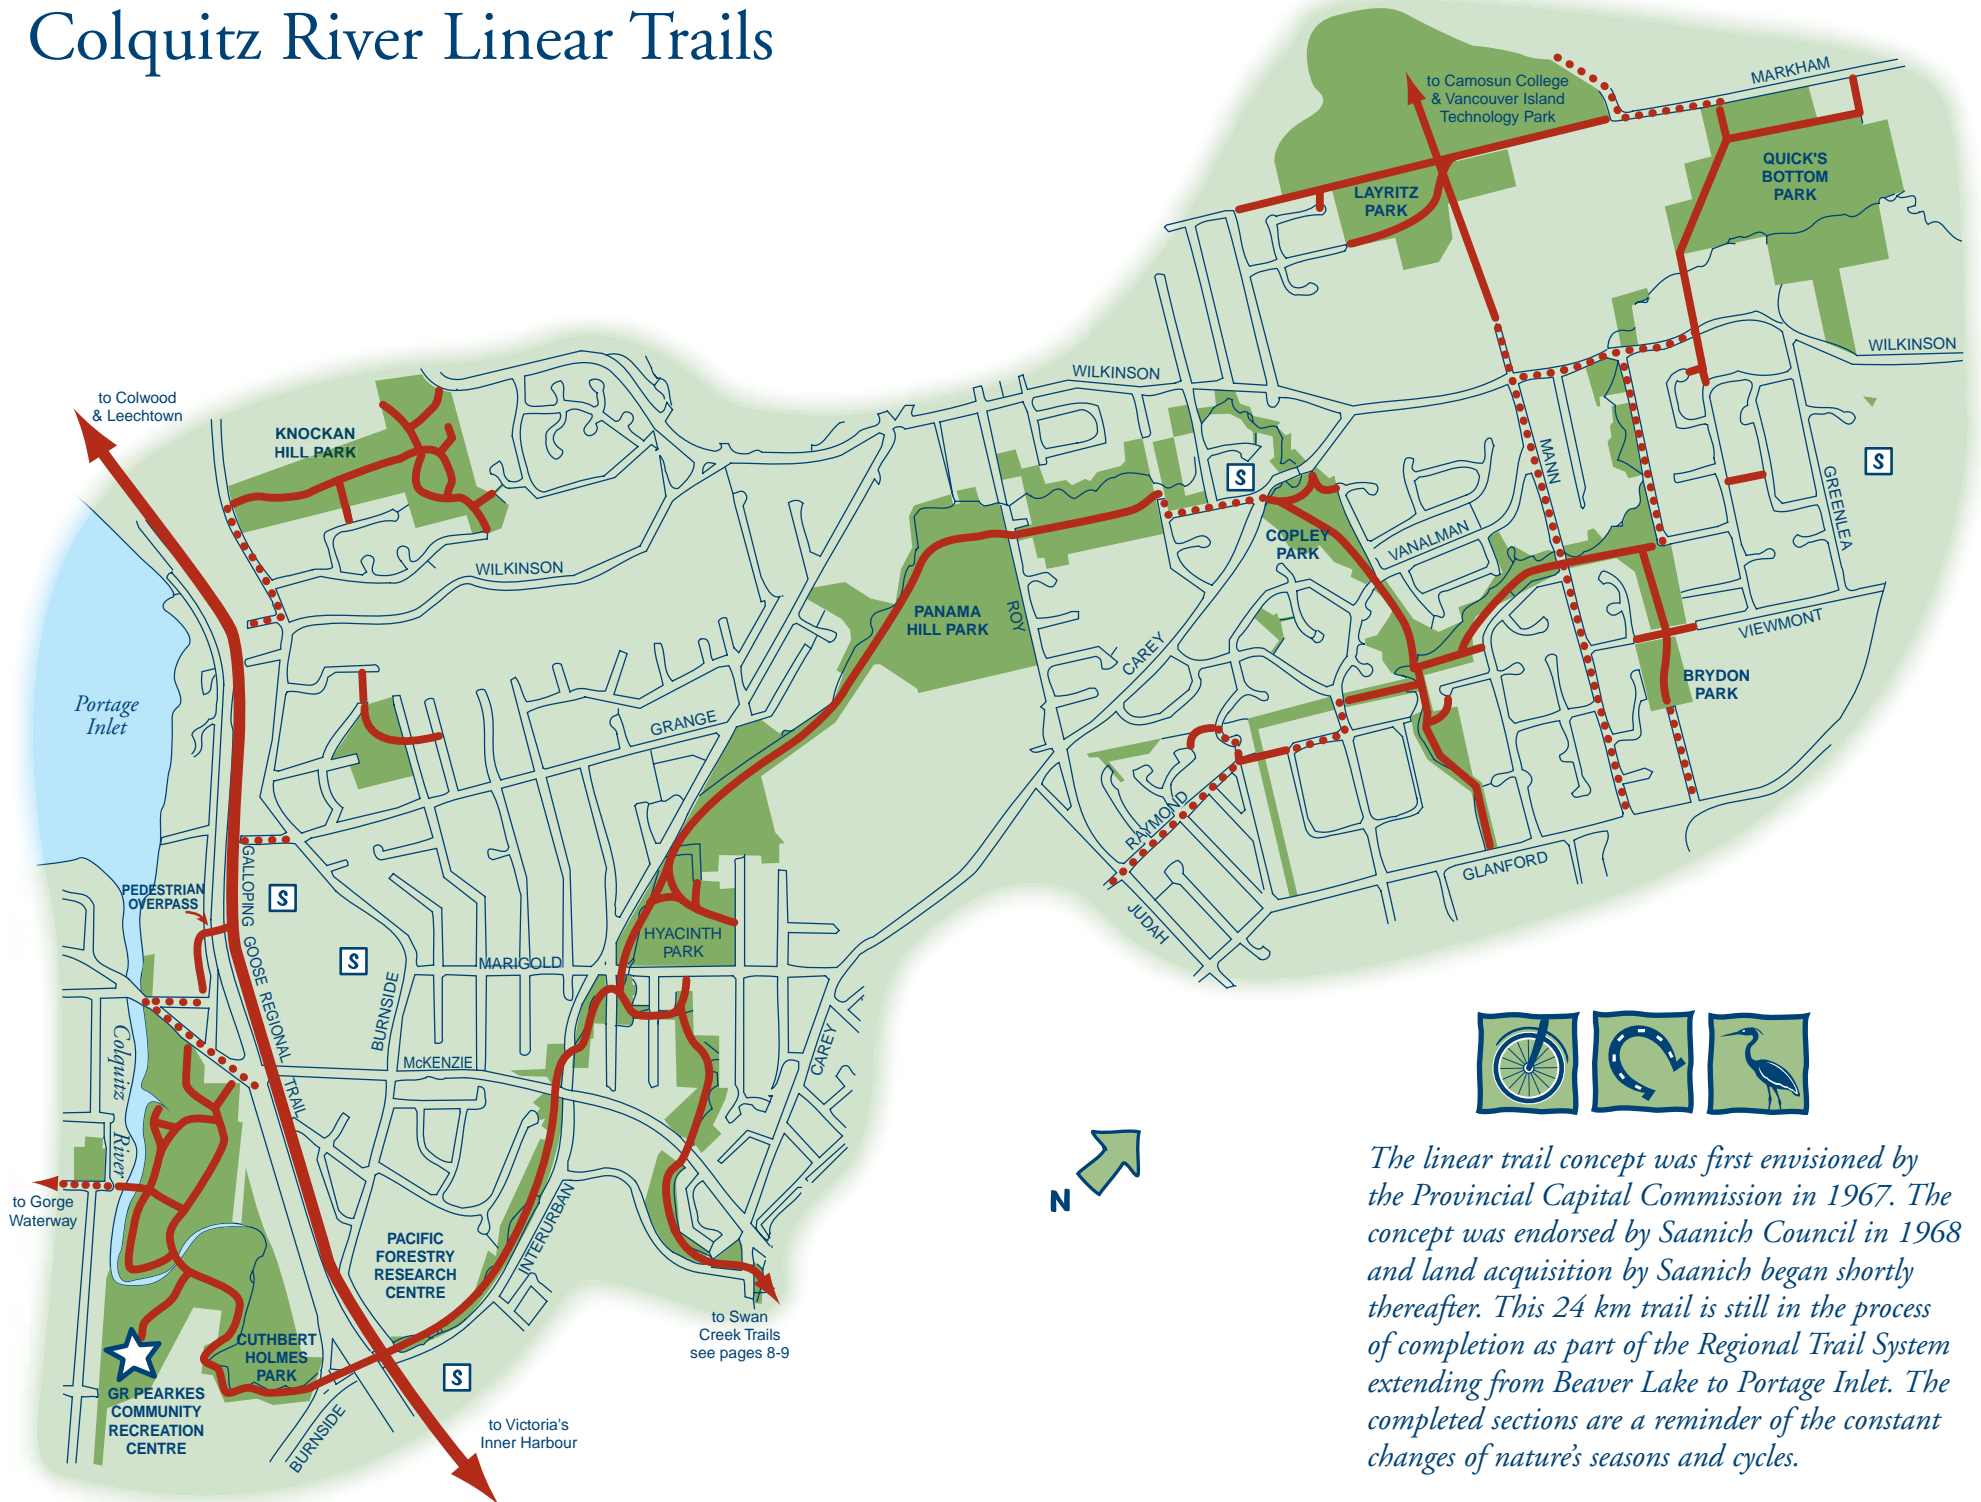 Colquitz River Linear Trails
to Camosun College
& Vancouver Island
Technology Park
MARKHAM
QUICK'S
BOTTOM
PARK
LAYRITZ
PARK
WILKINSON
WILKINSON
to Colwood
& Leechtown
KNOCKAN
HILL PARK
S
S
MANN
GREENLEA
COPLEY
PARK
VANALMAN
WILKINSON
PANAMA
HILL PARK
ROY
CAREY
VIEWMONT
BRYDON
PARK
Portage
Inlet
GRANGE
RAYMOND
GLANFORD
JUDAH
GALLOPING GOOSE REGIONAL TRAIL
PEDESTRIAN
OVERPASS
S
S
HYACINTH
PARK
MARIGOLD
BURNSIDE
McKENZIE
CAREY
Colquitz River
to Gorge
Waterway
PACIFIC
FORESTRY
RESEARCH
CENTRE
INTERURBAN
N
to Swan
Creek Trails
see pages 8-9
CUTHBERT
HOLMES
PARK
S
GR PEARKES
COMMUNITY
RECREATION
CENTRE
BURNSIDE
to Victoria's
Inner Harbour
The linear trail concept was first envisioned by
the Provincial Capital Commission in 1967. The
concept was endorsed by Saanich Council in 1968
and land acquisition by Saanich began shortly
thereafter. This 24 km trail is still in the process
of completion as part of the Regional Trail System
extending from Beaver Lake to Portage Inlet. The
completed sections are a reminder of the constant
changes of nature's seasons and cycles.